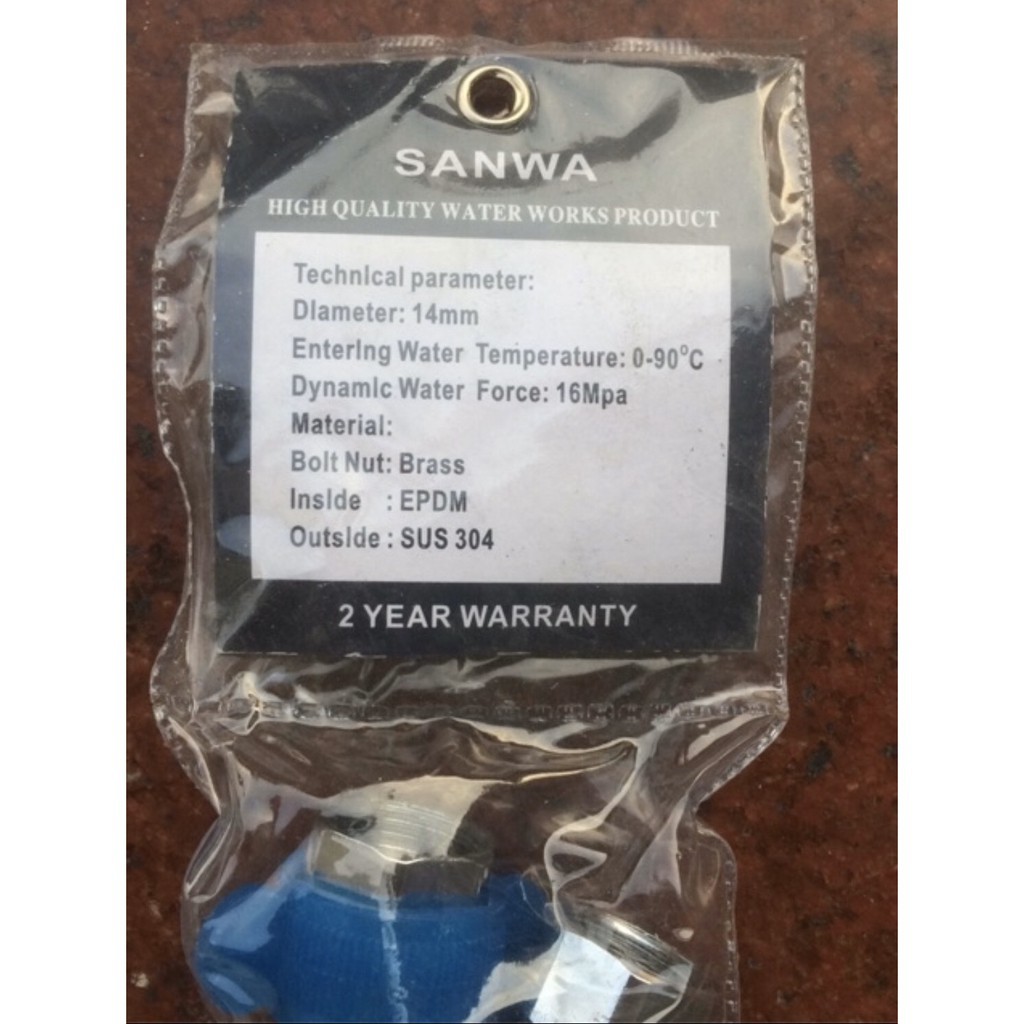 SANWA
HIGH QUALITY WATER WORKS PRODUCT
Technical parameter:
Diameter: 14mm
Entering Water Temperature: 0-90°C
Dynamic Water Force: 16Mpa
Material:
Bolt Nut: Brass
Inside : EPDM
Outside : SUS 304
2 YEAR WARRANTY